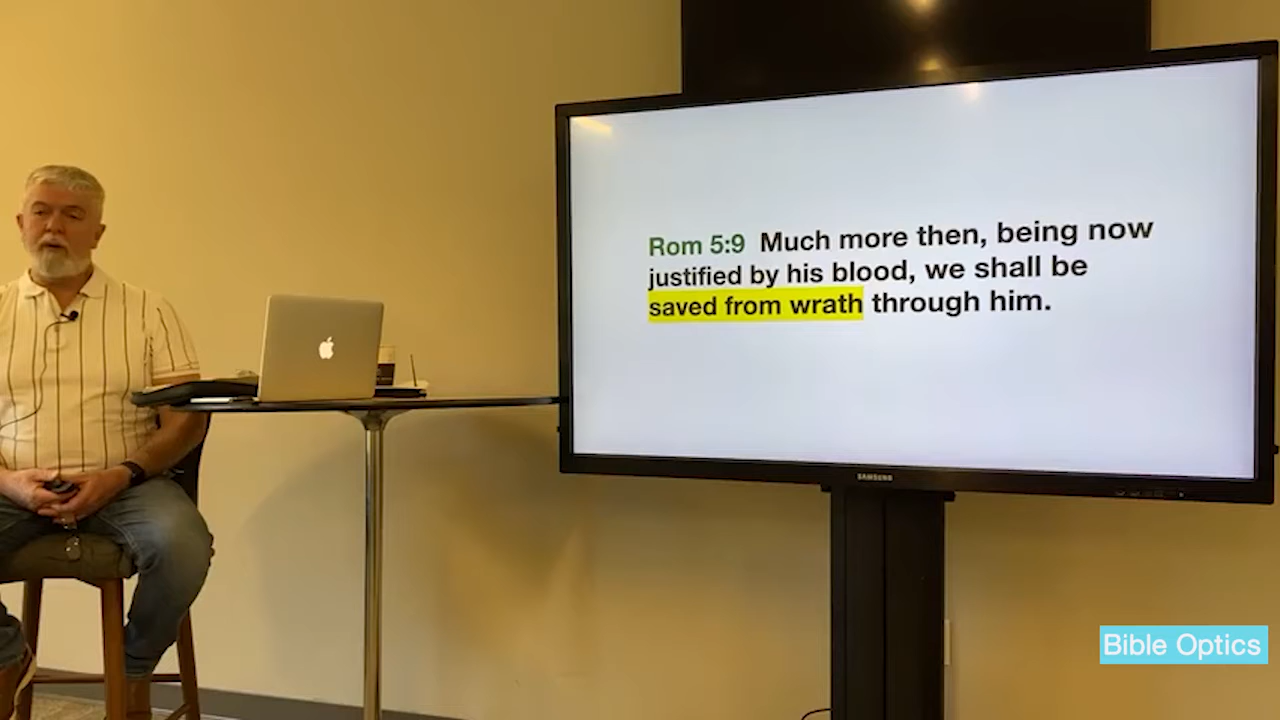 Rom 5:9 Much more then, being now
justified by his blood, we shall be
saved from wrath through him.
SAMSUNG
Bible Optics